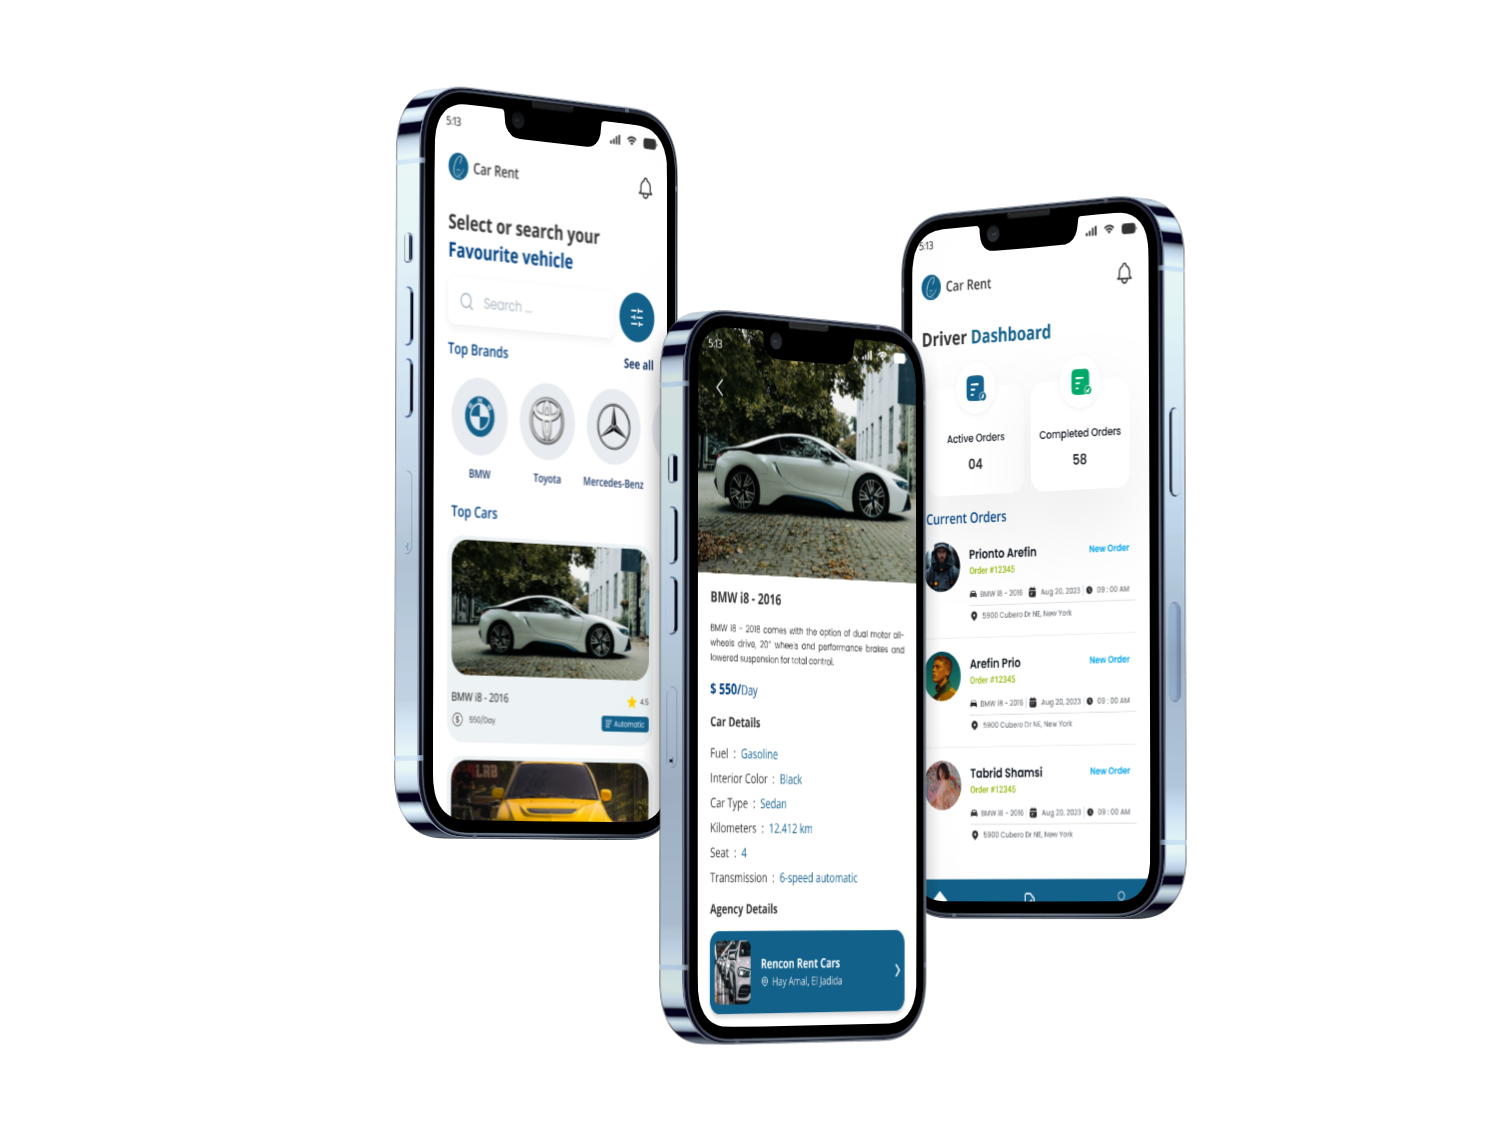 5:13
Car Rent
Select or search your
Favourite vehicle
Search ...
Top Brands
See all
BMW
Toyota
Mercedes-Benz
Top Cars
BMW i8 - 2016
4.5
$ 550/Day
Automatic
LAB
5:13
BMW i8 - 2016
BMW i8 - 2018 comes with the option of dual motor all-
wheels drive, 20" wheels and performance brakes and
lowered suspension for total control.
$ 550/Day
Car Details
Fuel : Gasoline
Interior Color : Black
Car Type : Sedan
Kilometers : 12.412 km
Seat : 4
Transmission : 6-speed automatic
Agency Details
Rencon Rent Cars
Hay Amal, El Jadida
5:13
Car Rent
Driver Dashboard
Active Orders
04
Completed Orders
58
Current Orders
Prionto Arefin
New Order
Order #12345
BMW i8 - 2016 Aug 20, 2023 09 : 00 AM
5900 Cubero Dr NE, New York
Arefin Prio
New Order
Order #12345
BMW i8 - 2016 Aug 20, 2023 09 : 00 AM
5900 Cubero Dr NE, New York
Tabrid Shamsi
New Order
Order #12345
BMW i8 - 2016 Aug 20, 2023 09 : 00 AM
5900 Cubero Dr NE, New York